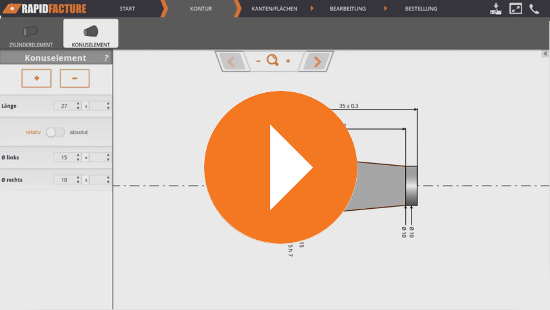 RAPIDFACTURE
START
KONTUR
KANTEN/FLÄCHEN
BEARBEITUNG
BESTELLUNG
ZYLINDERELEMENT
KONUSELEMENT
Konuselement ?
+ −
Länge 27 ±
relativ absolut
Ø links 15 ±
Ø rechts 10 ±
− +
35 ± 0.3
15
5 h 7
Ø 10
Ø 10